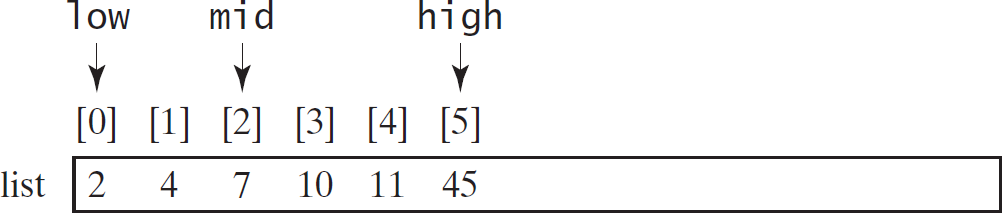 low mid high
[0] [1] [2] [3] [4] [5]
list 2 4 7 10 11 45